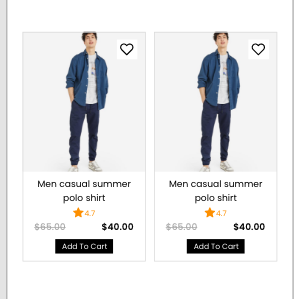 Men casual summer
polo shirt
4.7
$65.00 $40.00
Add To Cart
Men casual summer
polo shirt
4.7
$65.00 $40.00
Add To Cart